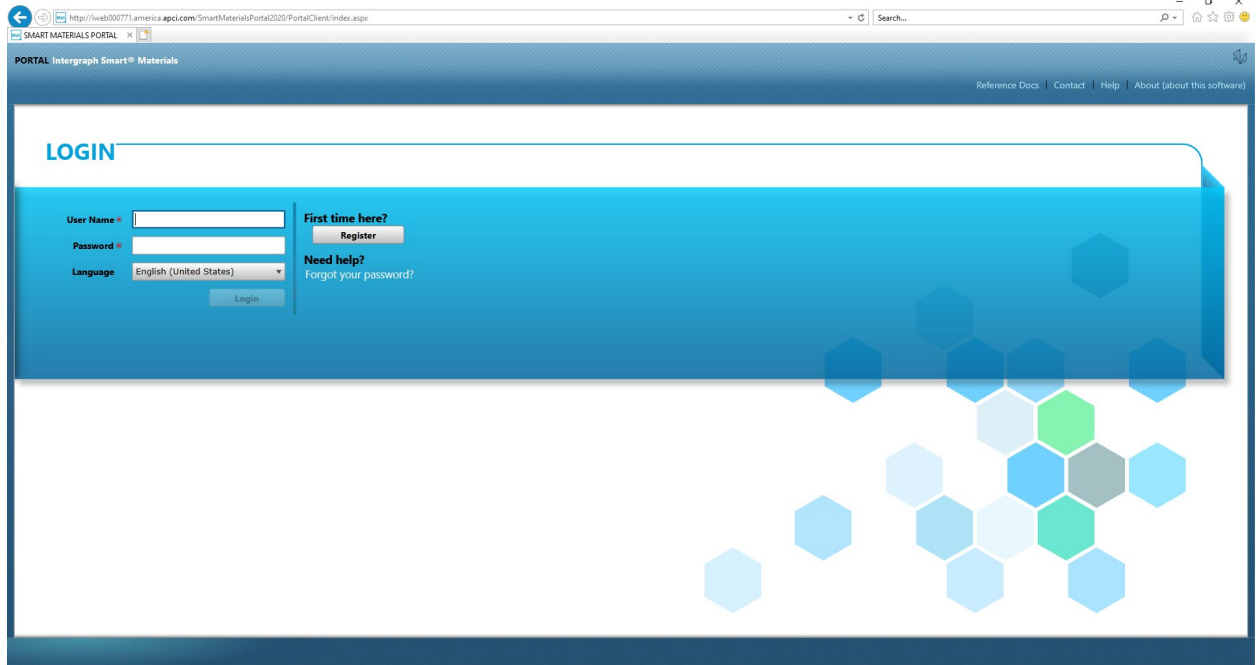 http://iweb000771.america.apci.com/SmartMaterialsPortal2020/PortalClient/index.aspx
Search...
SMART MATERIALS PORTAL
PORTAL Intergraph Smart® Materials
Reference Docs | Contact | Help | About (about this software)
LOGIN
User Name *
Password *
Language English (United States)
Login
First time here?
Register
Need help?
Forgot your password?